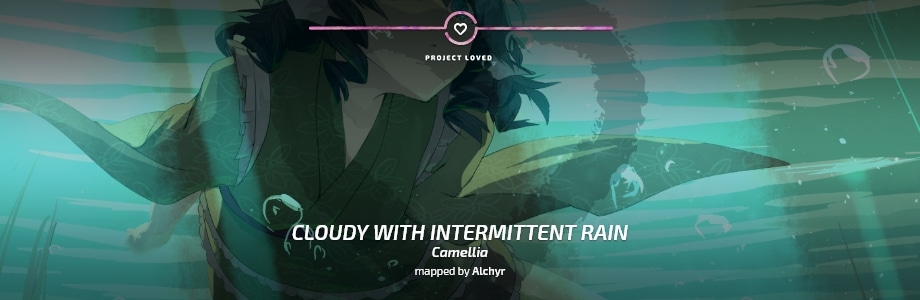 PROJECT LOVED
CLOUDY WITH INTERMITTENT RAIN
Camellia
mapped by Alchyr